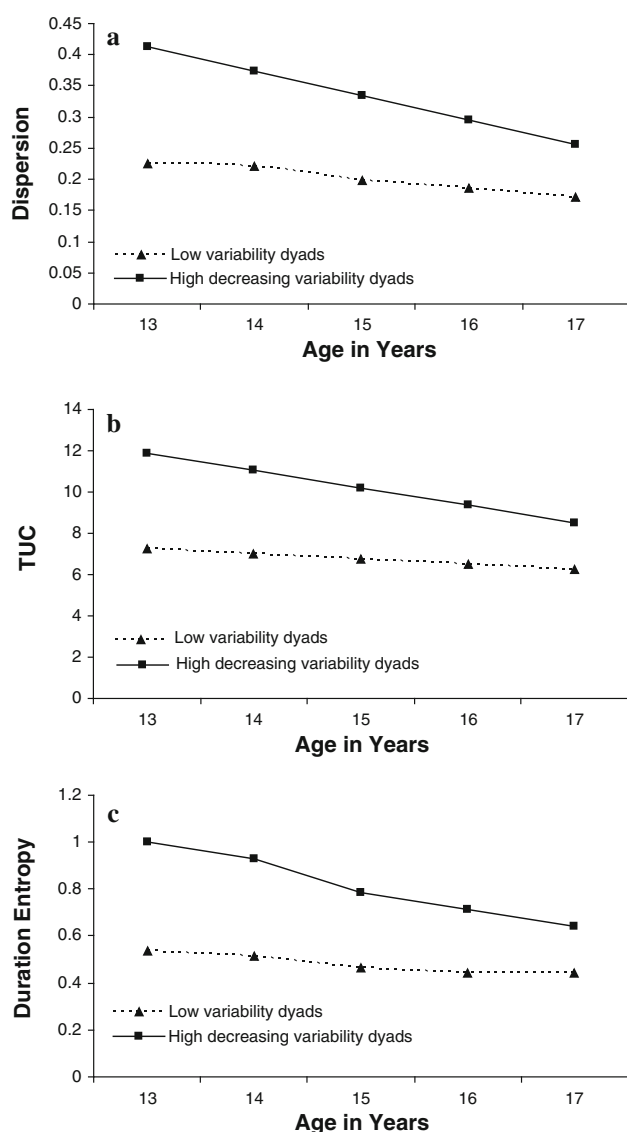 a
0.45
0.4
0.35
0.3
0.25
0.2
0.15
0.1
0.05
0
Dispersion
Low variability dyads
High decreasing variability dyads
13 14 15 16 17
Age in Years
b
14
12
10
8
6
4
2
0
TUC
Low variability dyads
High decreasing variability dyads
13 14 15 16 17
Age in Years
c
1.2
1
0.8
0.6
0.4
0.2
0
Duration Entropy
Low variability dyads
High decreasing variability dyads
13 14 15 16 17
Age in Years